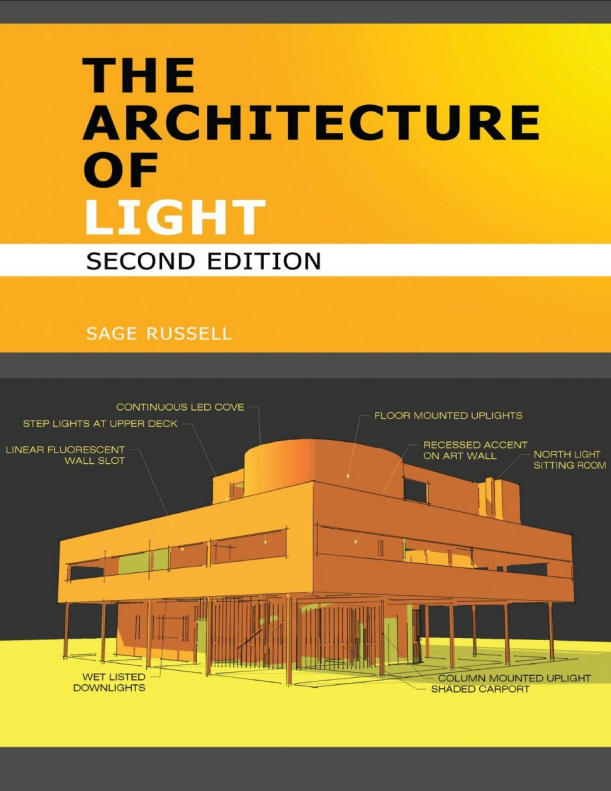 THE
ARCHITECTURE
OF
LIGHT
SECOND EDITION
SAGE RUSSELL
CONTINUOUS LED COVE
STEP LIGHTS AT UPPER DECK
LINEAR FLUORESCENT
WALL SLOT
FLOOR MOUNTED UPLIGHTS
RECESSED ACCENT
ON ART WALL
NORTH LIGHT
SITTING ROOM
WET LISTED
DOWNLIGHTS
COLUMN MOUNTED UPLIGHT
SHADED CARPORT